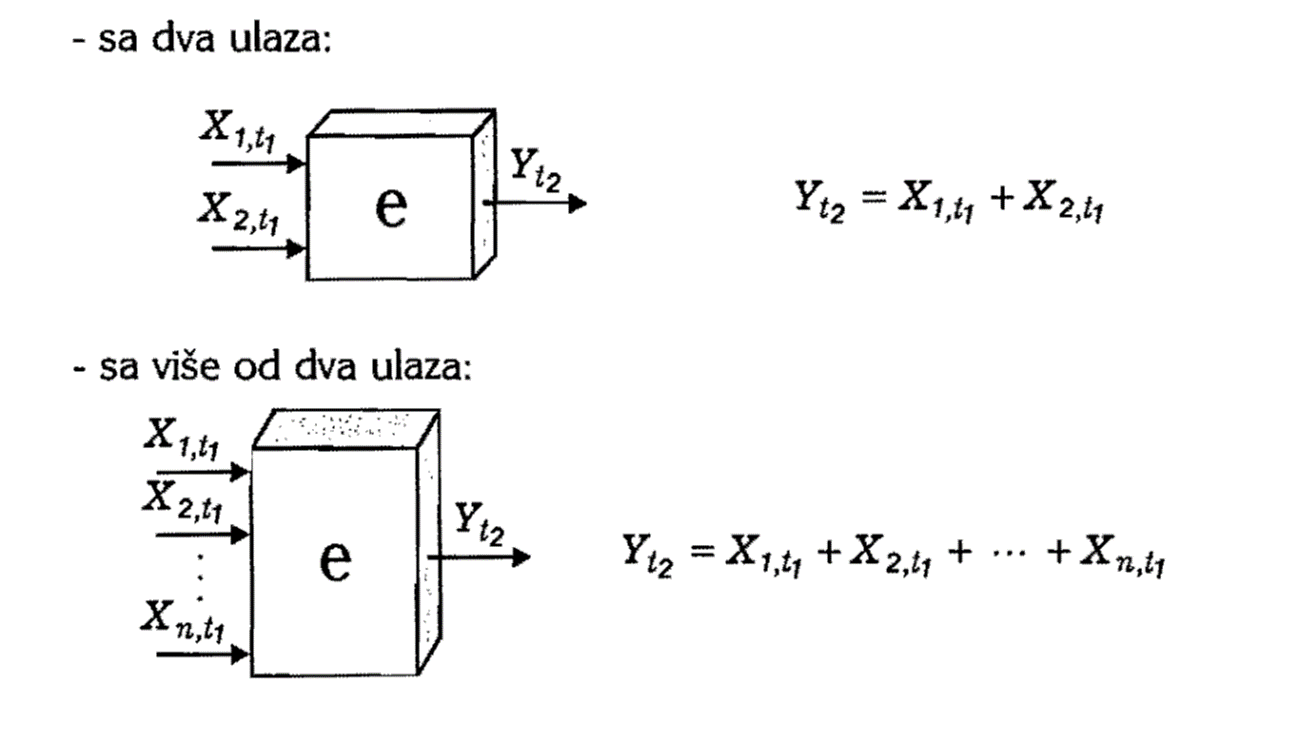 - sa dva ulaza:
X1,t1
X2,t1
e
Yt2
Yt2 = X1,t1 + X2,t1
- sa više od dva ulaza:
X1,t1
X2,t1
⋮
Xn,t1
e
Yt2
Yt2 = X1,t1 + X2,t1 + ··· + Xn,t1